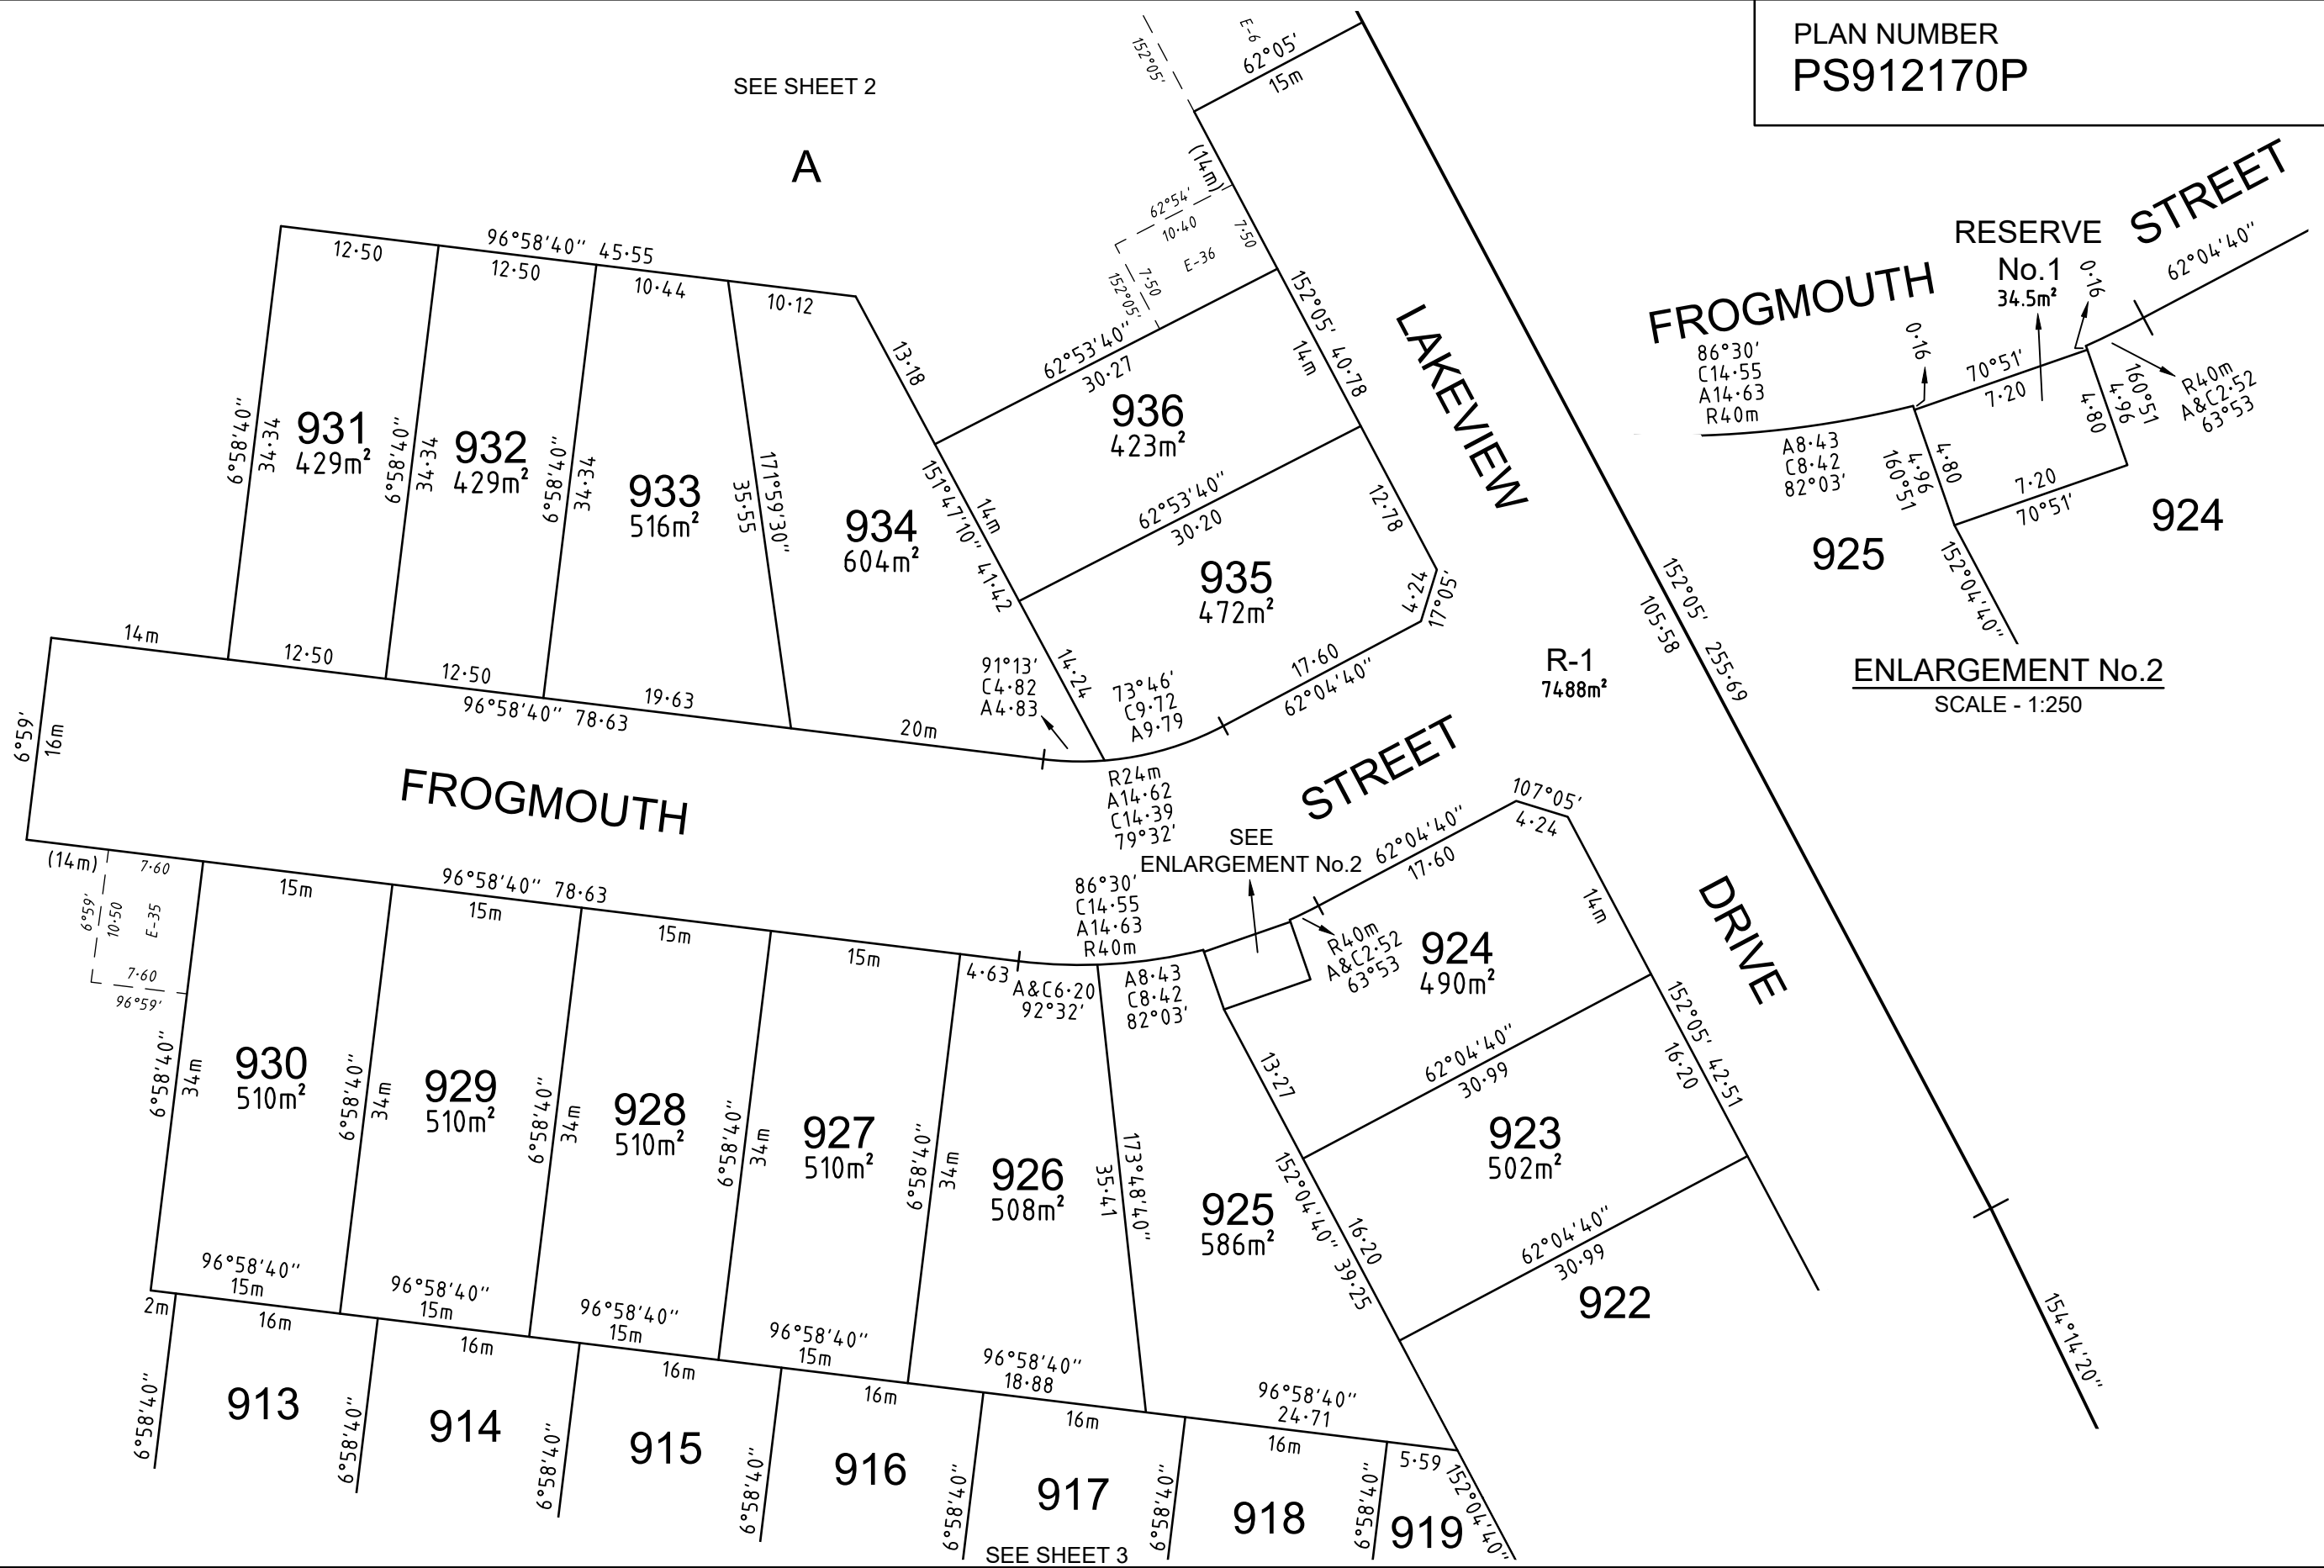 PLAN NUMBER
PS912170P
SEE SHEET 2
A
152°05'
E-6
62°05'
15m
(14m)
62°54'
10·40
7·50
E-36
7·50
152°05'
96°58'40" 45·55
12·50
12·50
10·44
10·12
13·18
6°58'40"
34·34
931
429m²
6°58'40"
34·34
932
429m²
6°58'40"
34·34
933
516m²
171°59'30"
35·55
934
604m²
62°53'40"
30·27
152°05' 40·78
14m
936
423m²
151°47'10" 41·42
14m
62°53'40"
30·20
12·78
935
472m²
4·24
17°05'
14·24
17·60
62°04'40"
91°13'
C4·82
A4·83
73°46'
C9·72
A9·79
14m
12·50
12·50
19·63
96°58'40" 78·63
20m
6°59'
16m
FROGMOUTH
STREET
R24m
A14·62
C14·39
79°32'
LAKEVIEW
DRIVE
R-1
7488m²
152°05' 255·69
105·58
154°14'20"
FROGMOUTH
STREET
RESERVE
No.1
34.5m²
0·16
0·16
62°04'40"
86°30'
C14·55
A14·63
R40m
70°51'
7·20
A8·43
C8·42
82°03'
4·80
4·96
160°51
160°51
4·96
4·80
R40m
A&C2·52
63°53
7·20
70°51'
924
925
152°04'40"
ENLARGEMENT No.2
SCALE - 1:250
SEE
ENLARGEMENT No.2
62°04'40"
17·60
107°05'
4·24
14m
R40m
A&C2·52
63°53
924
490m²
(14m)
7·60
6°59'
10·50
E-35
7·60
96°59'
15m
96°58'40" 78·63
15m
15m
15m
4·63
A&C6·20
92°32'
86°30'
C14·55
A14·63
R40m
A8·43
C8·42
82°03'
6°58'40"
34m
930
510m²
6°58'40"
34m
929
510m²
6°58'40"
34m
928
510m²
6°58'40"
34m
927
510m²
6°58'40"
34m
926
508m²
173°48'40"
35·41
925
586m²
13·27
62°04'40"
30·99
152°05' 42·51
16·20
923
502m²
152°04'40" 39·25
16·20
62°04'40"
30·99
922
96°58'40"
15m
96°58'40"
15m
96°58'40"
15m
96°58'40"
15m
96°58'40"
18·88
96°58'40"
24·71
2m
16m
16m
16m
16m
16m
16m
5·59
6°58'40"
913
6°58'40"
914
6°58'40"
915
6°58'40"
916
6°58'40"
917
6°58'40"
918
6°58'40"
919
152°04'40"
SEE SHEET 3